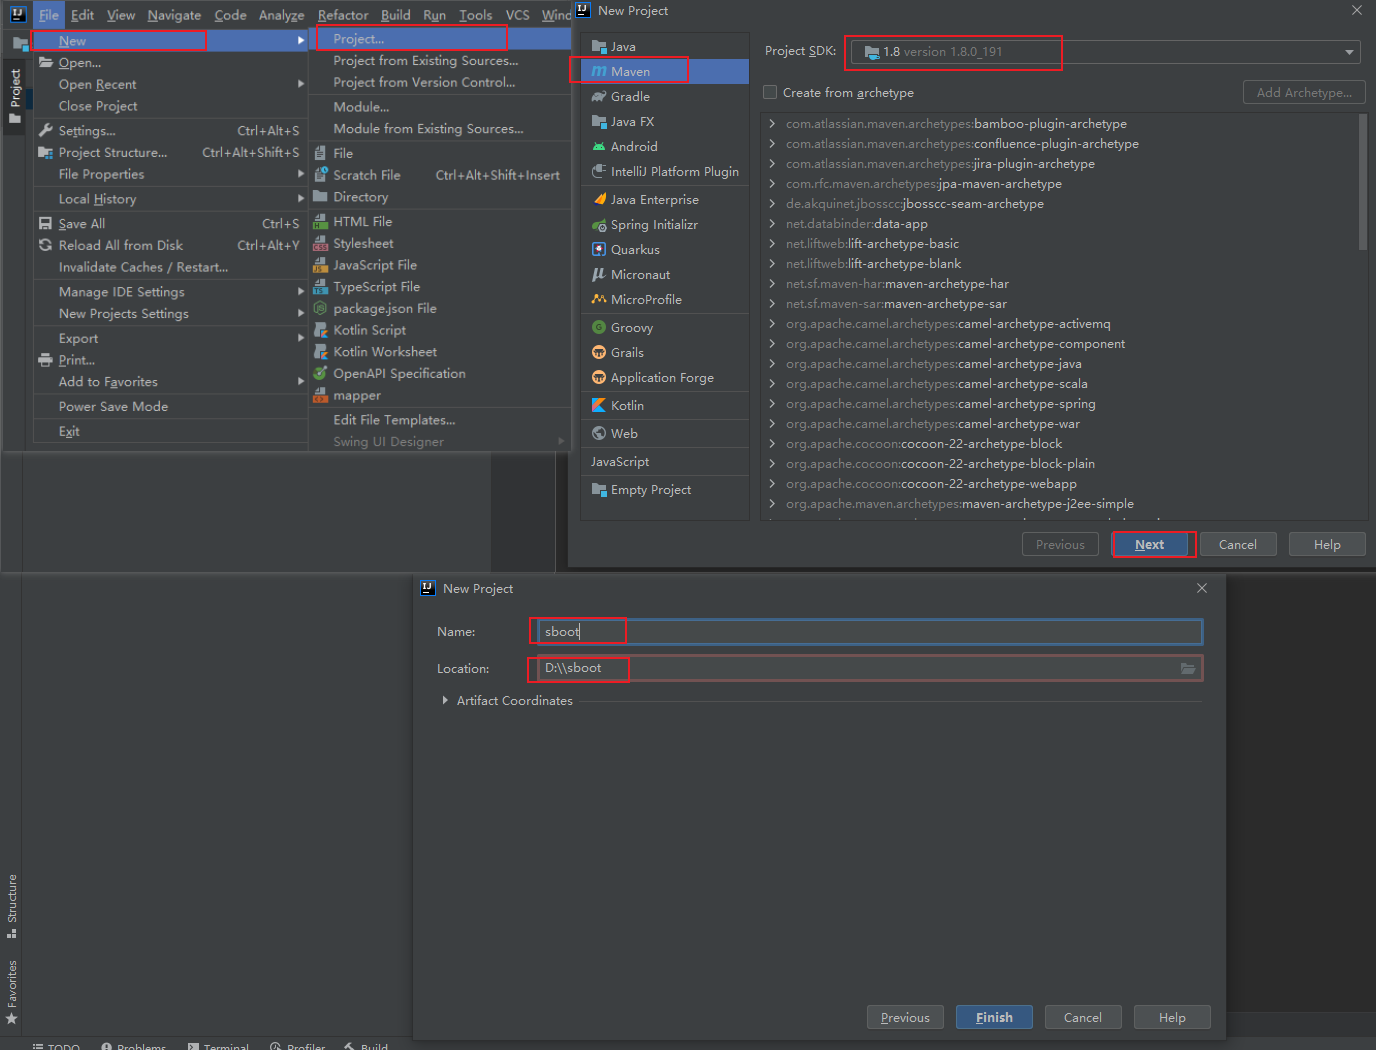 File Edit View Navigate Code Analyze Refactor Build Run Tools VCS Wind
New
Open...
Open Recent
Close Project
Settings... Ctrl+Alt+S
Project Structure... Ctrl+Alt+Shift+S
File Properties
Local History
Save All Ctrl+S
Reload All from Disk Ctrl+Alt+Y
Invalidate Caches / Restart...
Manage IDE Settings
New Projects Settings
Export
Print...
Add to Favorites
Power Save Mode
Exit
Project...
Project from Existing Sources...
Project from Version Control...
Module...
Module from Existing Sources...
File
Scratch File Ctrl+Alt+Shift+Insert
Directory
HTML File
Stylesheet
JavaScript File
TypeScript File
package.json File
Kotlin Script
Kotlin Worksheet
OpenAPI Specification
mapper
Edit File Templates...
Swing UI Designer
Project
New Project
Java
Maven
Gradle
Java FX
Android
IntelliJ Platform Plugin
Java Enterprise
Spring Initializr
Quarkus
Micronaut
MicroProfile
Groovy
Grails
Application Forge
Kotlin
Web
JavaScript
Empty Project
Project SDK: 1.8 version 1.8.0_191
Create from archetype Add Archetype...
com.atlassian.maven.archetypes:bamboo-plugin-archetype
com.atlassian.maven.archetypes:confluence-plugin-archetype
com.atlassian.maven.archetypes:jira-plugin-archetype
com.rfc.maven.archetypes:jpa-maven-archetype
de.akquinet.jbosscc:jbosscc-seam-archetype
net.databinder:data-app
net.liftweb:lift-archetype-basic
net.liftweb:lift-archetype-blank
net.sf.maven-har:maven-archetype-har
net.sf.maven-sar:maven-archetype-sar
org.apache.camel.archetypes:camel-archetype-activemq
org.apache.camel.archetypes:camel-archetype-component
org.apache.camel.archetypes:camel-archetype-java
org.apache.camel.archetypes:camel-archetype-scala
org.apache.camel.archetypes:camel-archetype-spring
org.apache.camel.archetypes:camel-archetype-war
org.apache.cocoon:cocoon-22-archetype-block
org.apache.cocoon:cocoon-22-archetype-block-plain
org.apache.cocoon:cocoon-22-archetype-webapp
org.apache.maven.archetypes:maven-archetype-j2ee-simple
Previous Next Cancel Help
New Project
Name: sboot
Location: D:\\sboot
Artifact Coordinates
Previous Finish Cancel Help
Structure
Favorites
TODO Problems Terminal Profiler Build